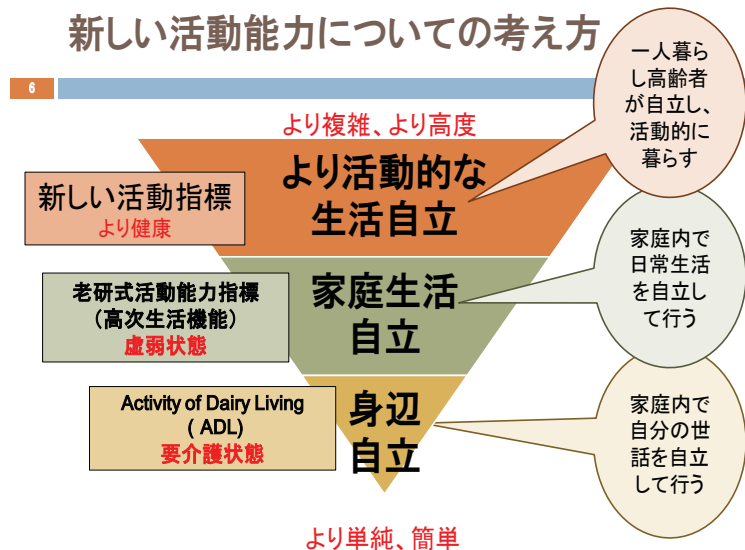 新しい活動能力についての考え方
6
一人暮ら
し高齢者
が自立し、
活動的に
暮らす
より複雑、より高度
より活動的な
生活自立
新しい活動指標
より健康
家庭内で
日常生活
を自立し
て行う
家庭生活
自立
老研式活動能力指標
（高次生活機能）
虚弱状態
Activity of Dairy Living
( ADL)
要介護状態
身辺
自立
家庭内で
自分の世
話を自立
して行う
より単純、簡単